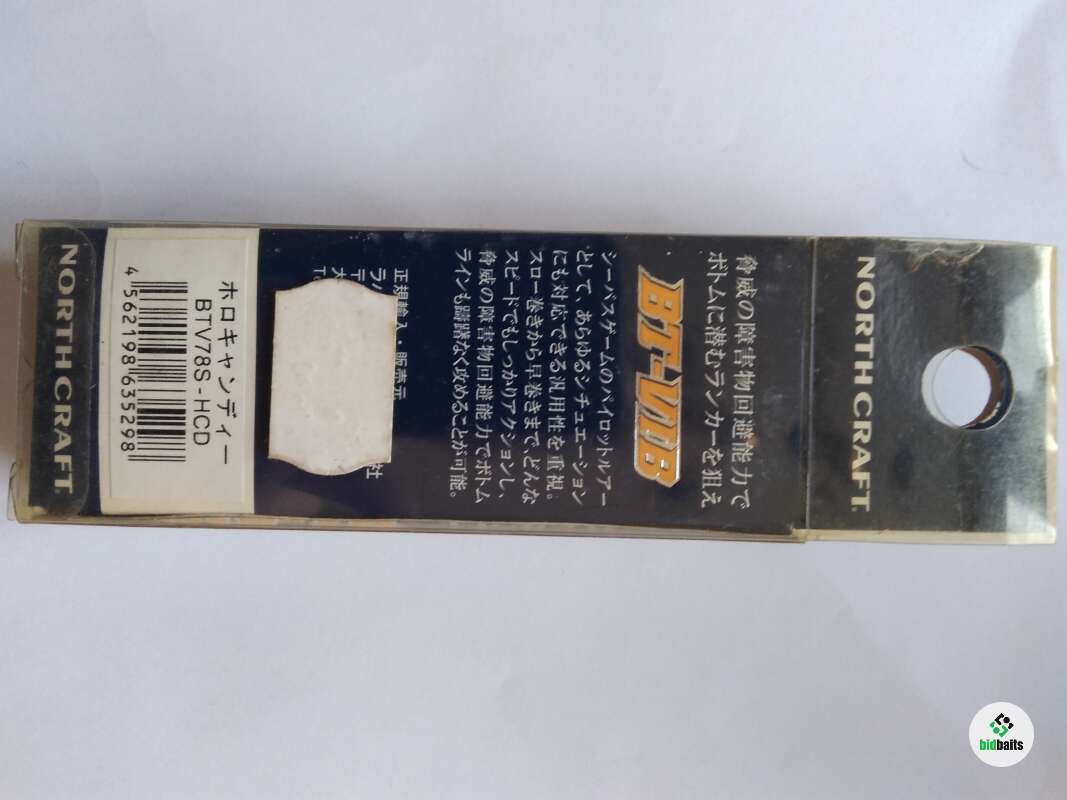 NORTH CRAFT.
脅威の障害物回避能力で
ボトムに潜むランカーを狙え
BT-VIB
シーバスゲームのパイロットルアー
として、あらゆるシチュエーション
にも対応できる汎用性を重視。
スロー巻きから早巻きまで、どんな
スピードでもしっかりアクションし、
脅威の障害物回避能力でボトム
ラインも躊躇なく攻めることが可能。
正規輸入・販売元
社
ホロキャンディー
BTV78S-HCD
4 562198 635298
NORTH CRAFT.
bidbaits